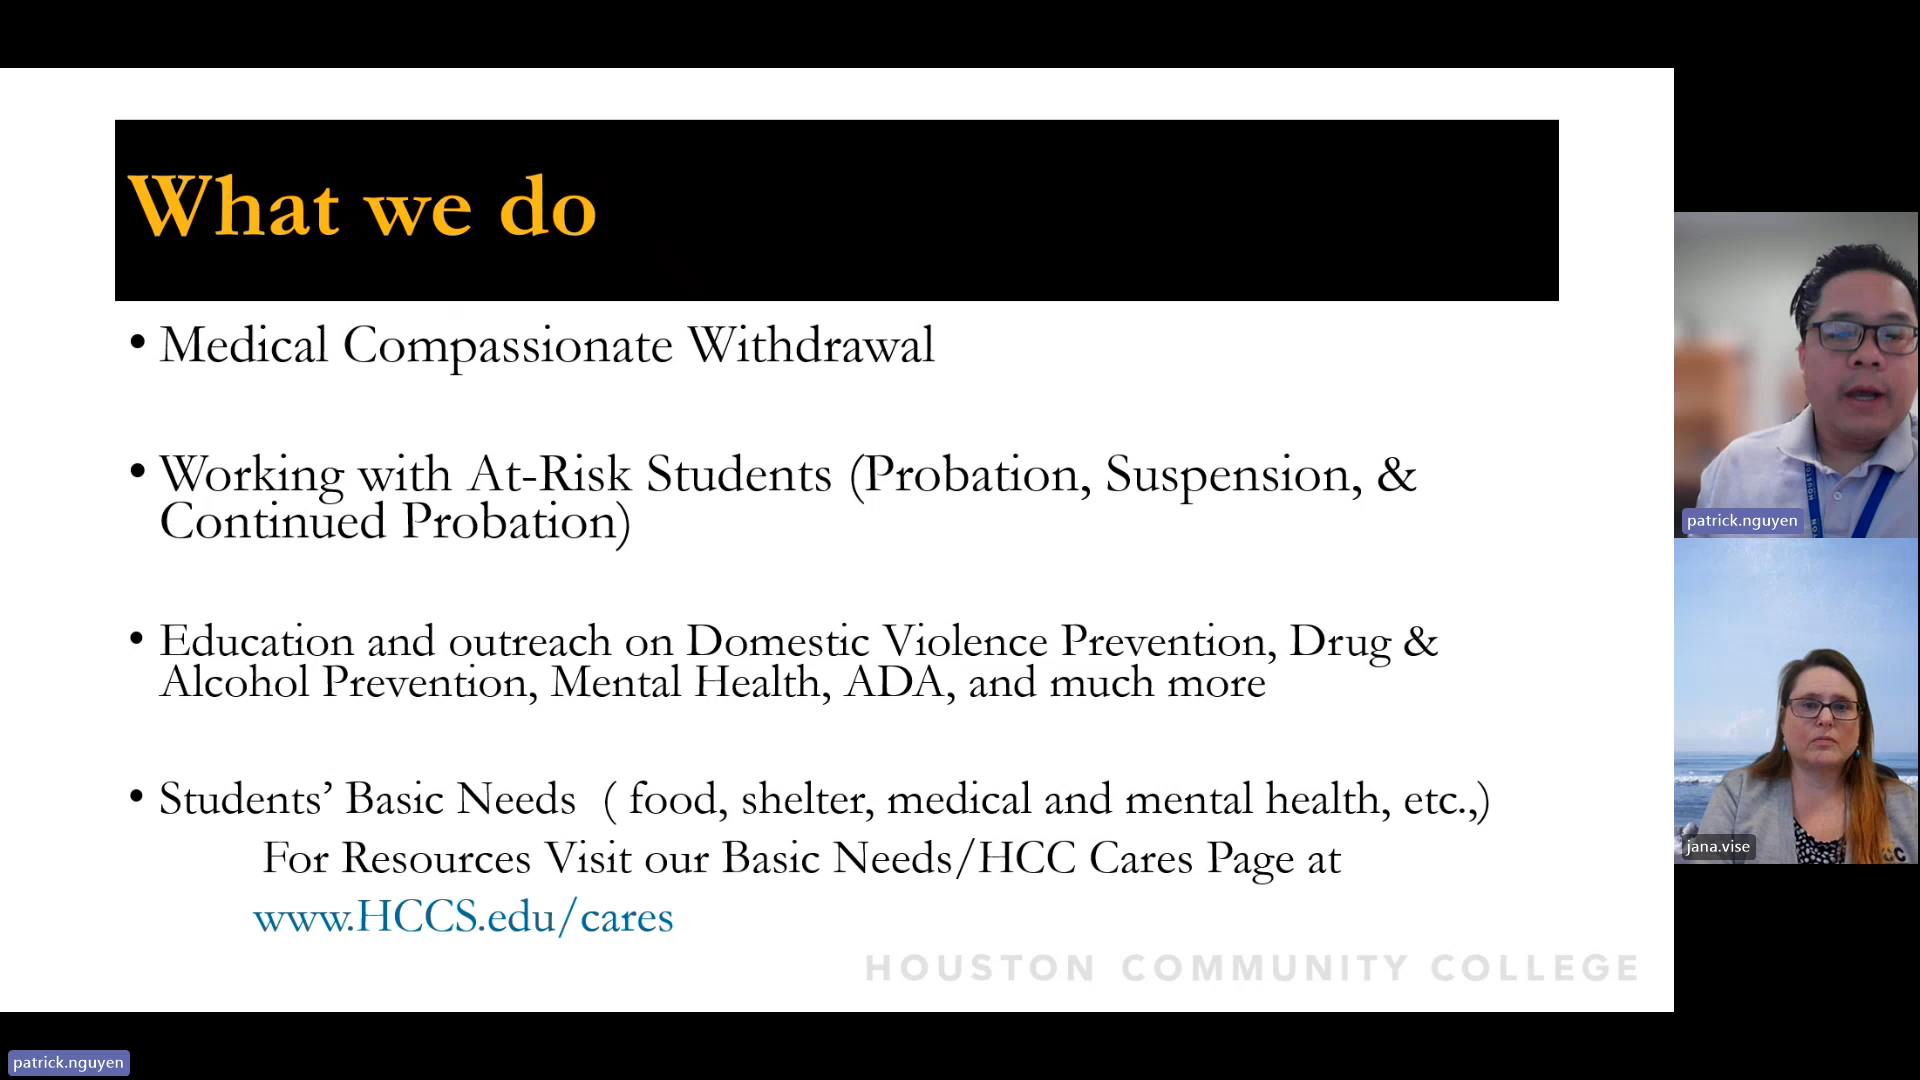 What we do
• Medical Compassionate Withdrawal
• Working with At-Risk Students (Probation, Suspension, &
Continued Probation)
• Education and outreach on Domestic Violence Prevention, Drug &
Alcohol Prevention, Mental Health, ADA, and much more
• Students’ Basic Needs ( food, shelter, medical and mental health, etc.,)
For Resources Visit our Basic Needs/HCC Cares Page at
www.HCCS.edu/cares
HOUSTON COMMUNITY COLLEGE
patrick.nguyen
jana.vise
patrick.nguyen